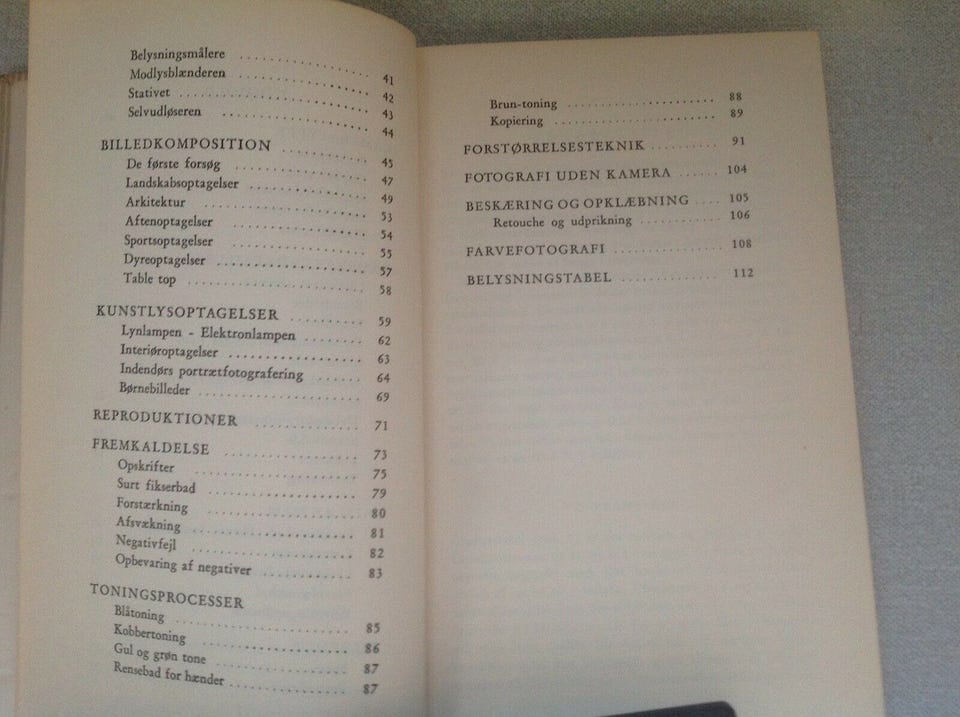 Belysningsmålere 41
Modlysblænderen 42
Stativet 43
Selvudløseren 44
BILLEDKOMPOSITION 45
De første forsøg 47
Landskabsoptagelser 49
Arkitektur 53
Aftenoptagelser 54
Sportsoptagelser 55
Dyreoptagelser 57
Table top 58
KUNSTLYSOPTAGELSER 59
Lynlampen - Elektronlampen 62
Interiøroptagelser 63
Indendørs portrætfotografering 64
Børnebilleder 69
REPRODUKTIONER 71
FREMKALDELSE 73
Opskrifter 75
Surt fikserbad 79
Forstærkning 80
Afsvækning 81
Negativfejl 82
Opbevaring af negativer 83
TONINGSPROCESSER
Blåtoning 85
Kobbertoning 86
Gul og grøn tone 87
Rensebad for hænder 87
Brun-toning 88
Kopiering 89
FORSTØRRELSESTEKNIK 91
FOTOGRAFI UDEN KAMERA 104
BESKÆRING OG OPKLÆBNING 105
Retouche og udprikning 106
FARVEFOTOGRAFI 108
BELYSNINGSTABEL 112